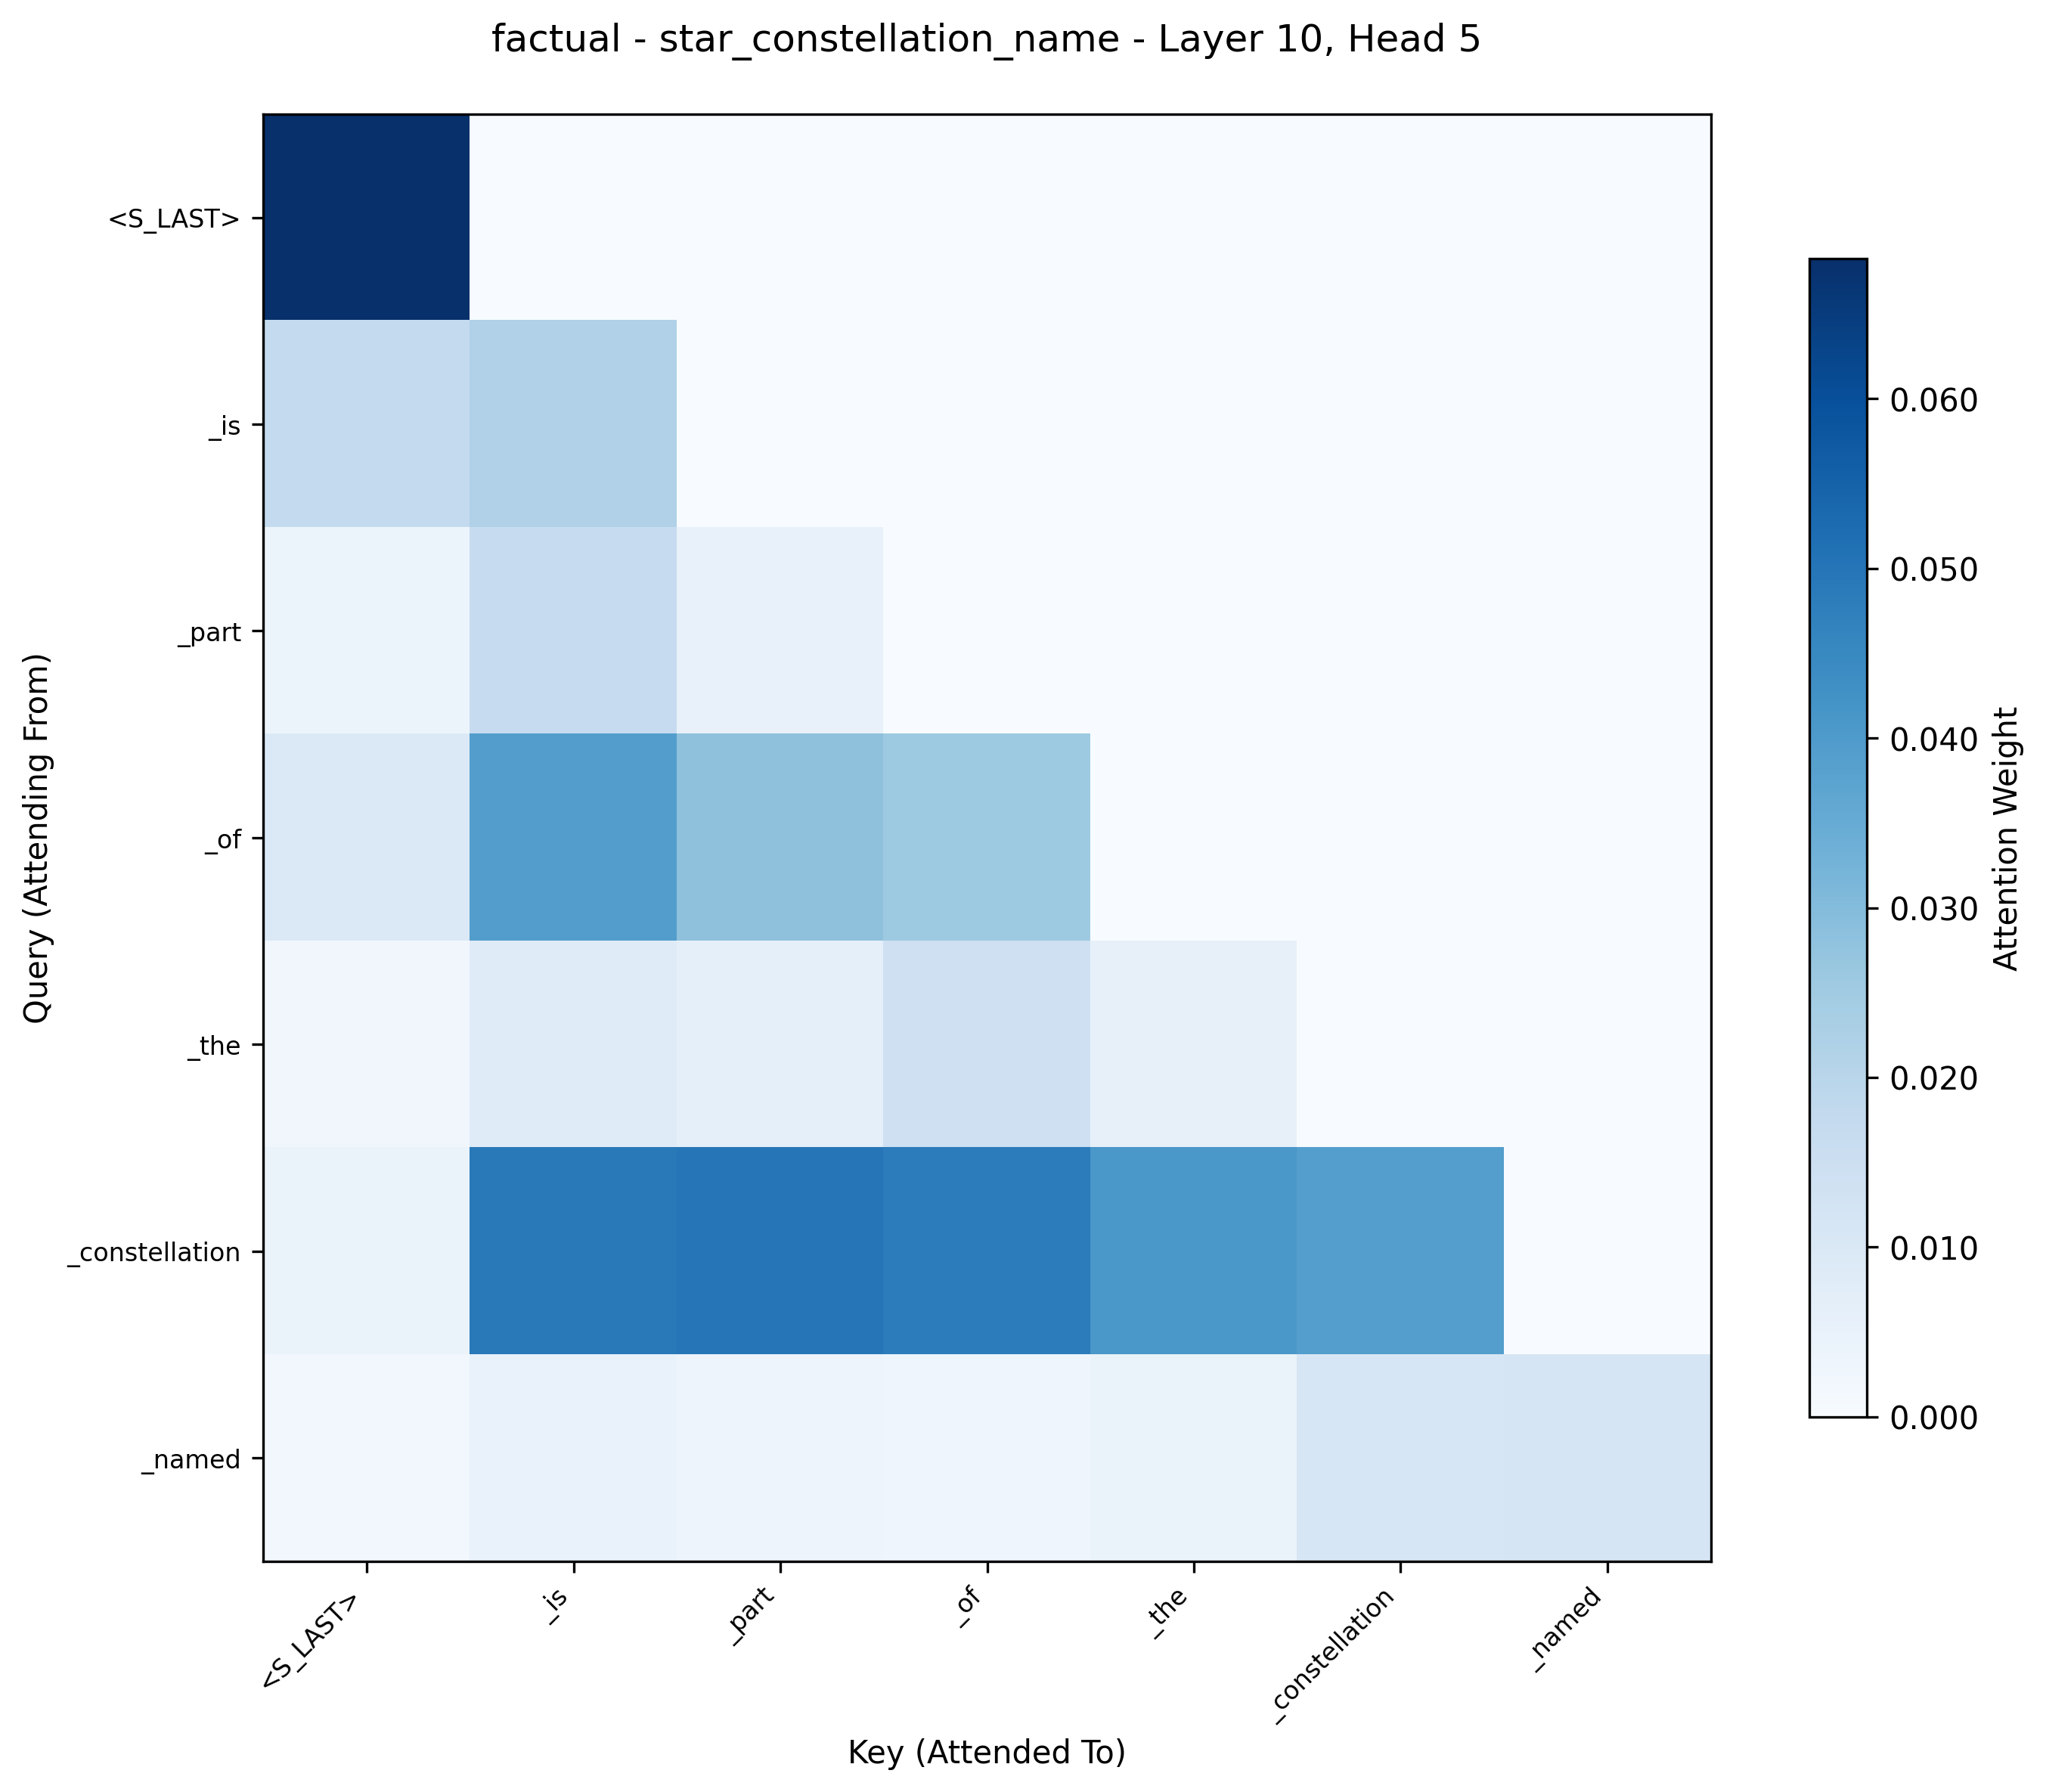 factual - star_constellation_name - Layer 10, Head 5
Query (Attending From)
<S_LAST>
_is
_part
_of
_the
_constellation
_named
<S_LAST>
_is
_part
_of
_the
_constellation
_named
Key (Attended To)
0.060
0.050
0.040
0.030
0.020
0.010
0.000
Attention Weight